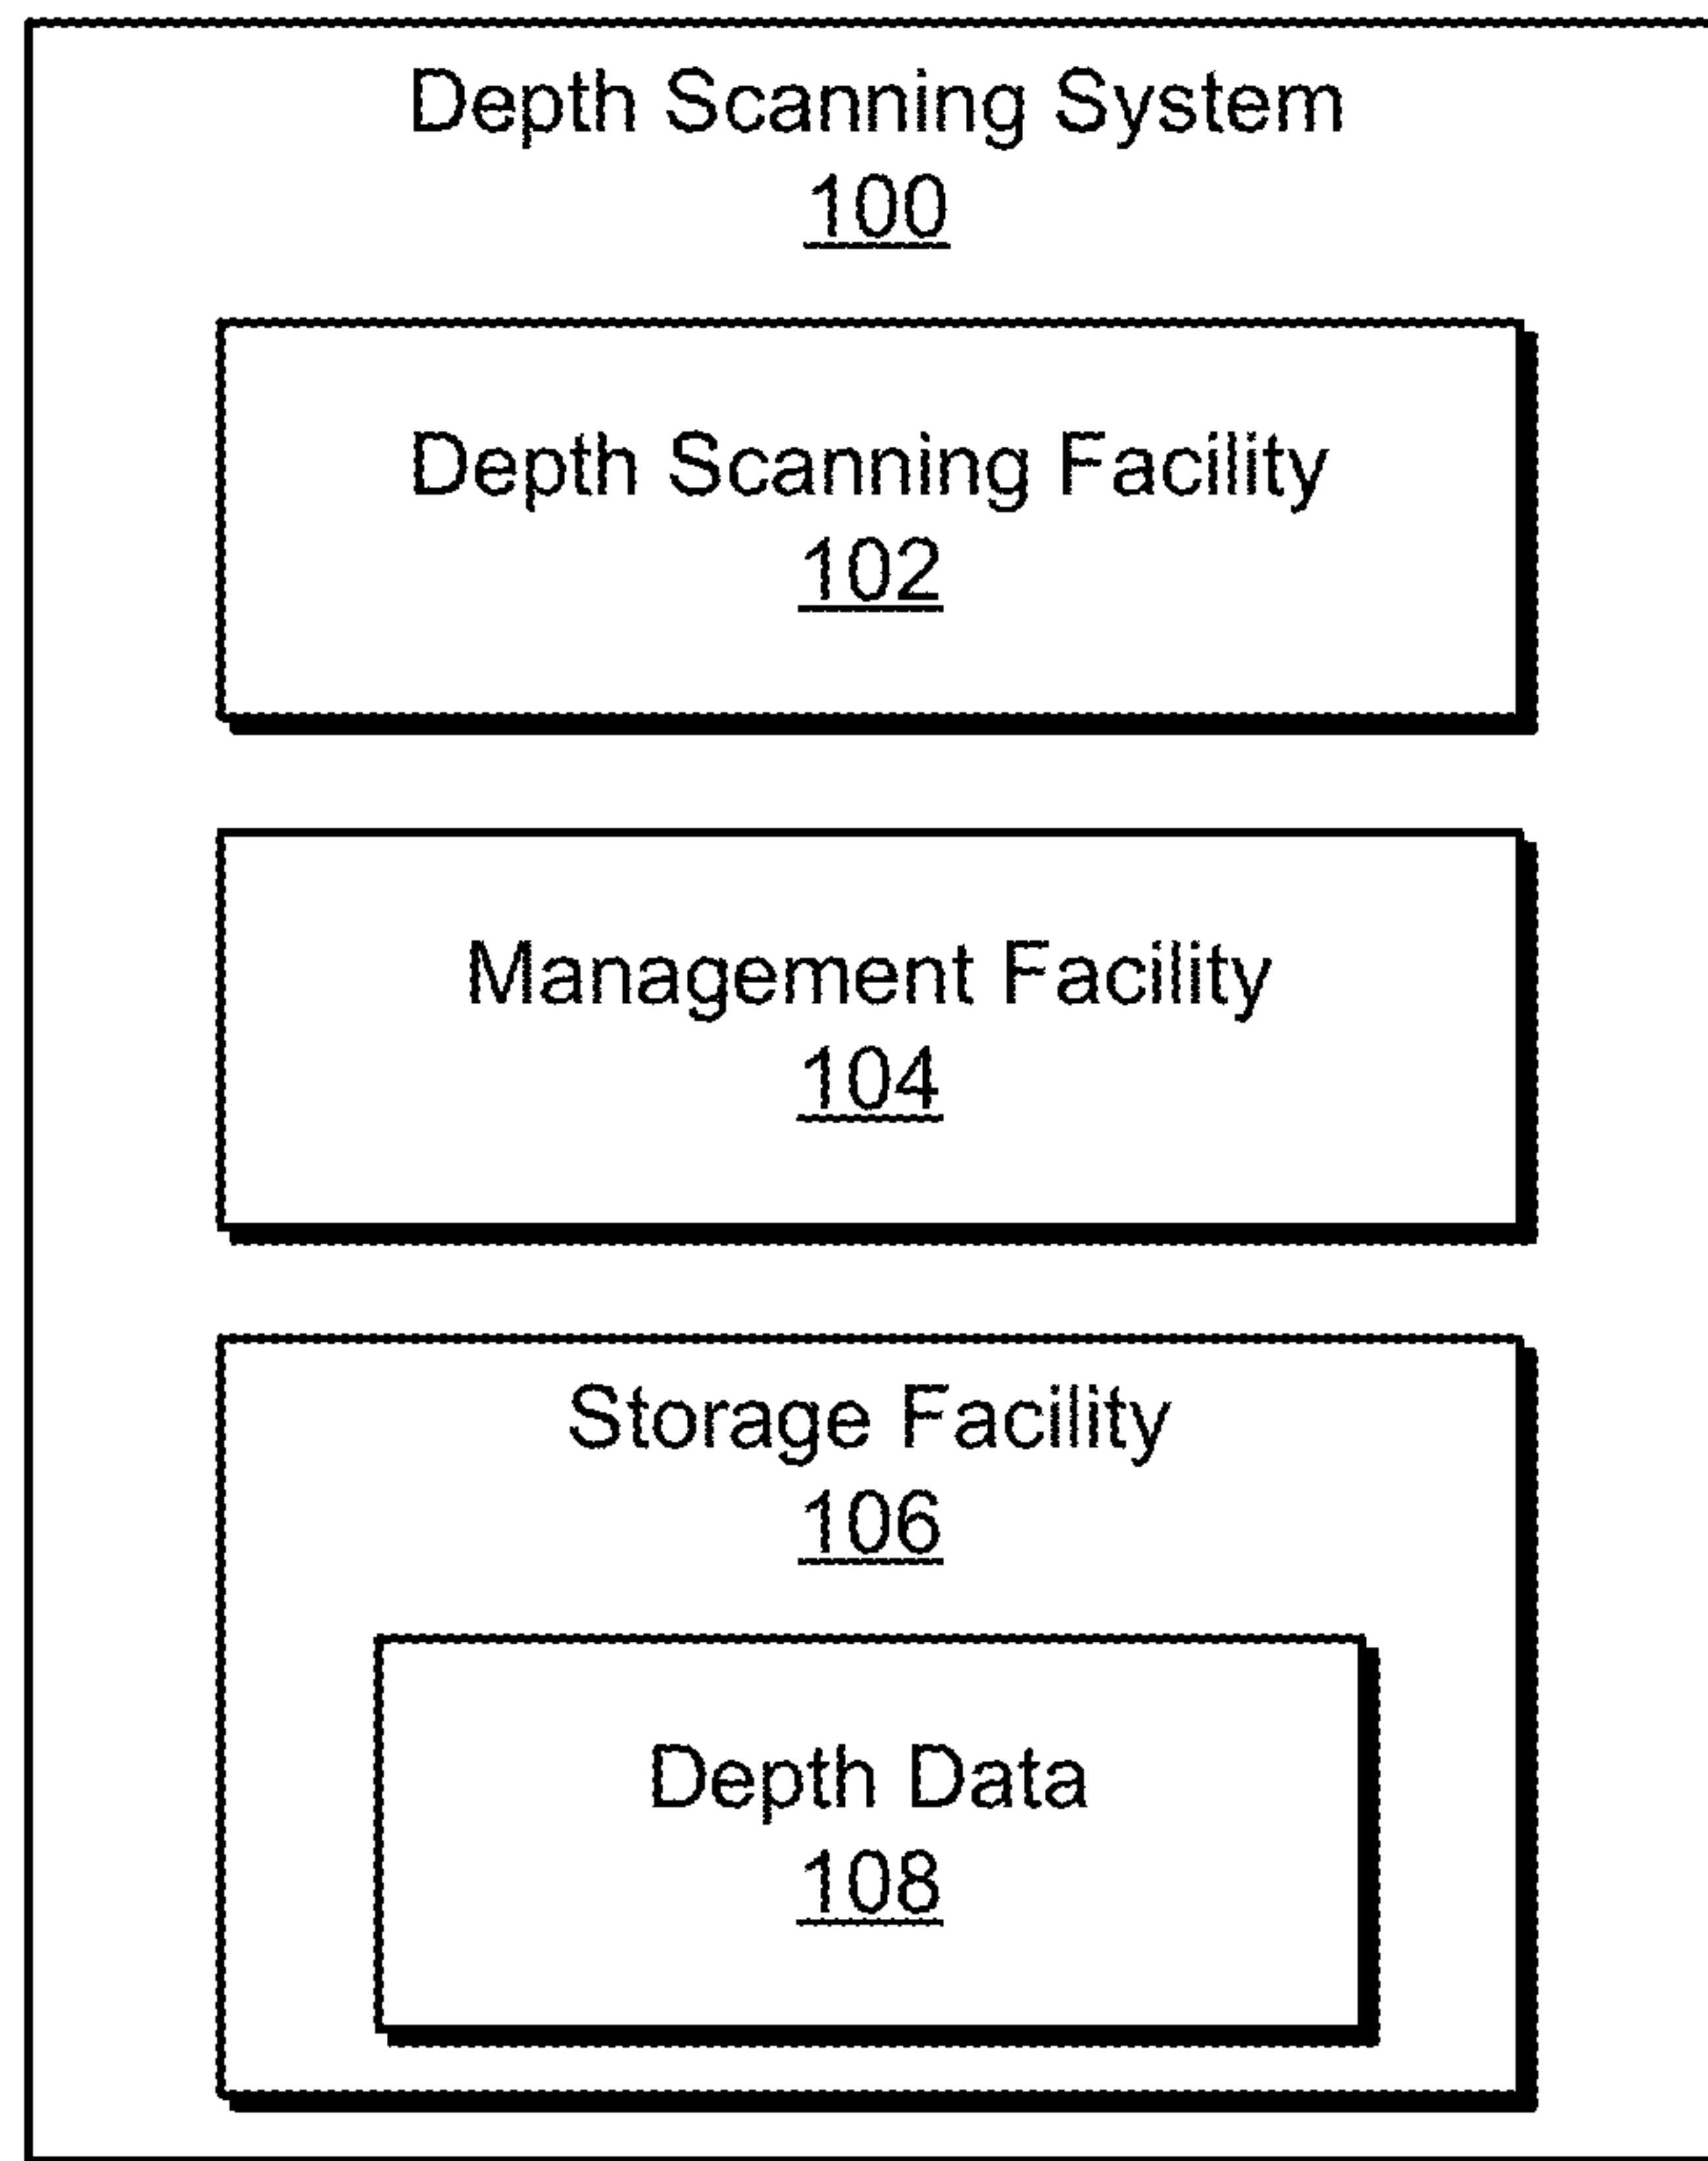 Depth Scanning System
100
Depth Scanning Facility
102
Management Facility
104
Storage Facility
106
Depth Data
108